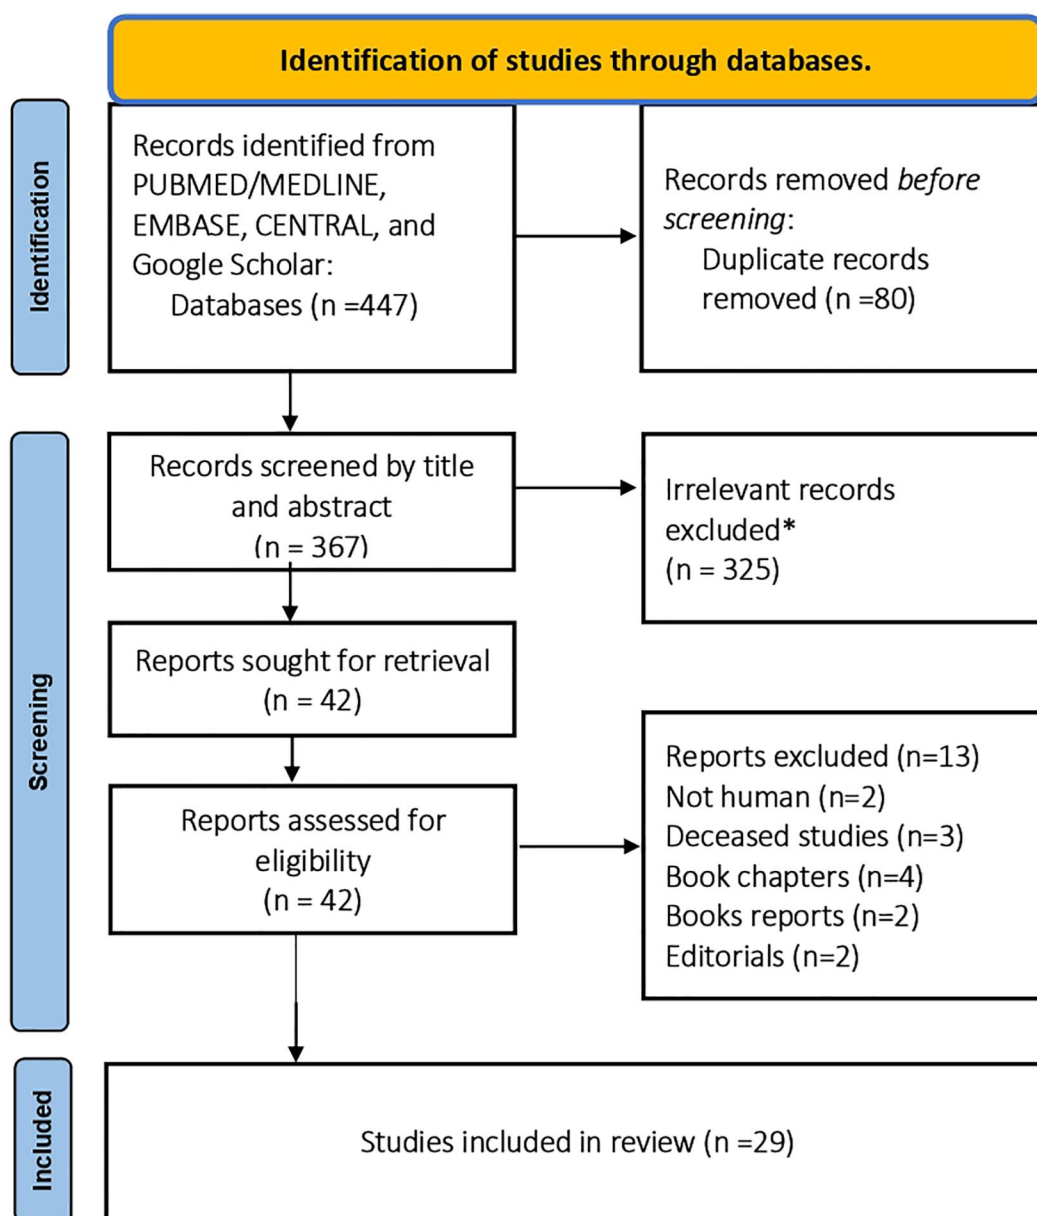 Identification of studies through databases.
Identification
Records identified from
PUBMED/MEDLINE,
EMBASE, CENTRAL, and
Google Scholar:
Databases (n =447)
Records removed before
screening:
Duplicate records
removed (n =80)
Screening
Records screened by title
and abstract
(n = 367)
Irrelevant records
excluded*
(n = 325)
Reports sought for retrieval
(n = 42)
Reports assessed for
eligibility
(n = 42)
Reports excluded (n=13)
Not human (n=2)
Deceased studies (n=3)
Book chapters (n=4)
Books reports (n=2)
Editorials (n=2)
Included
Studies included in review (n =29)